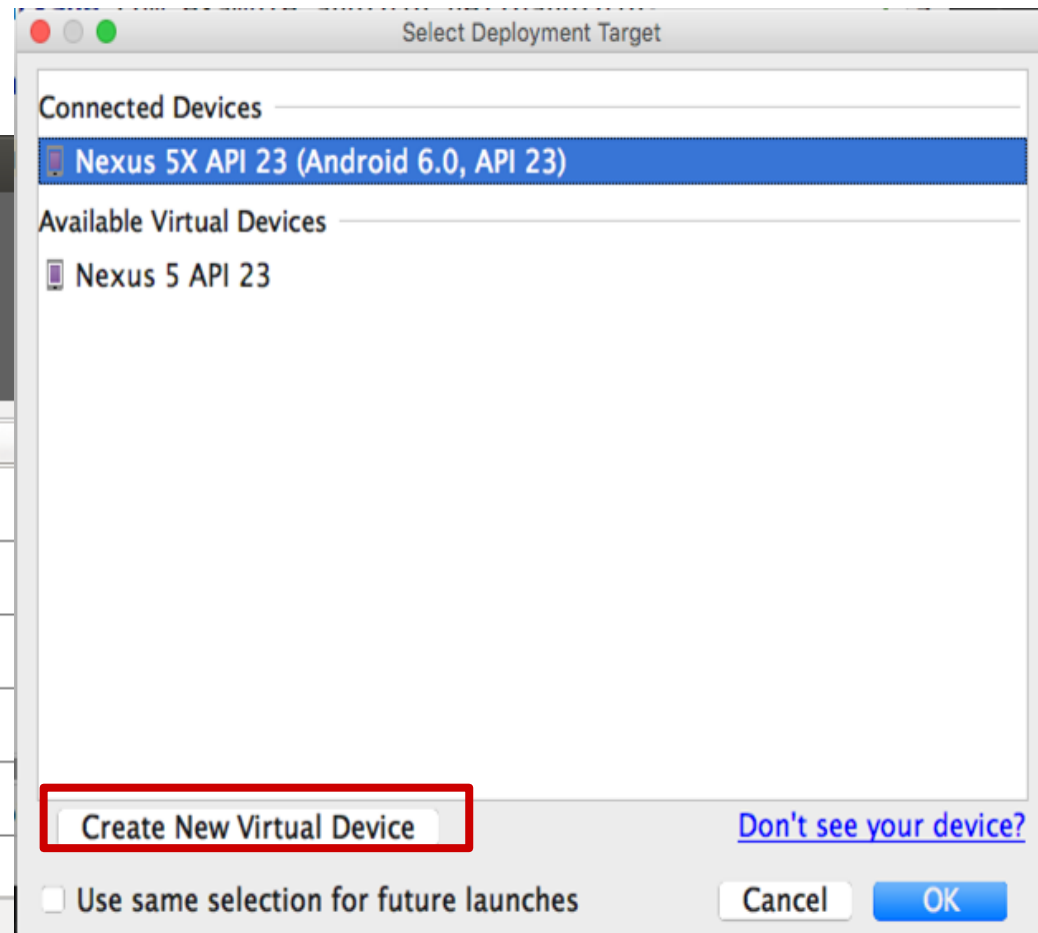 Select Deployment Target
Connected Devices
Nexus 5X API 23 (Android 6.0, API 23)
Available Virtual Devices
Nexus 5 API 23
Create New Virtual Device
Don't see your device?
Use same selection for future launches
Cancel
OK